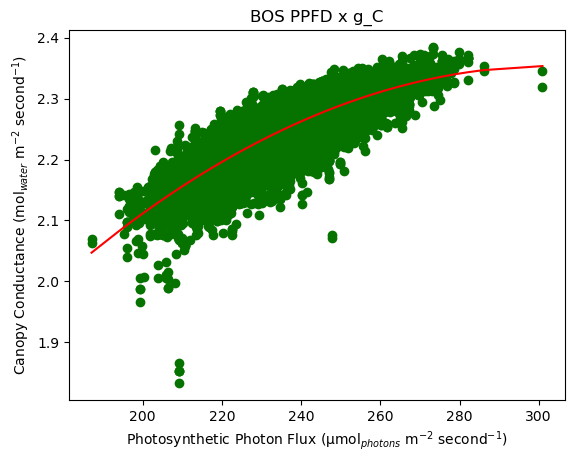 BOS PPFD x g_C
Canopy Conductance (mol_water m⁻² second⁻¹)
2.4
2.3
2.2
2.1
2.0
1.9
200 220 240 260 280 300
Photosynthetic Photon Flux (μmol_photons m⁻² second⁻¹)